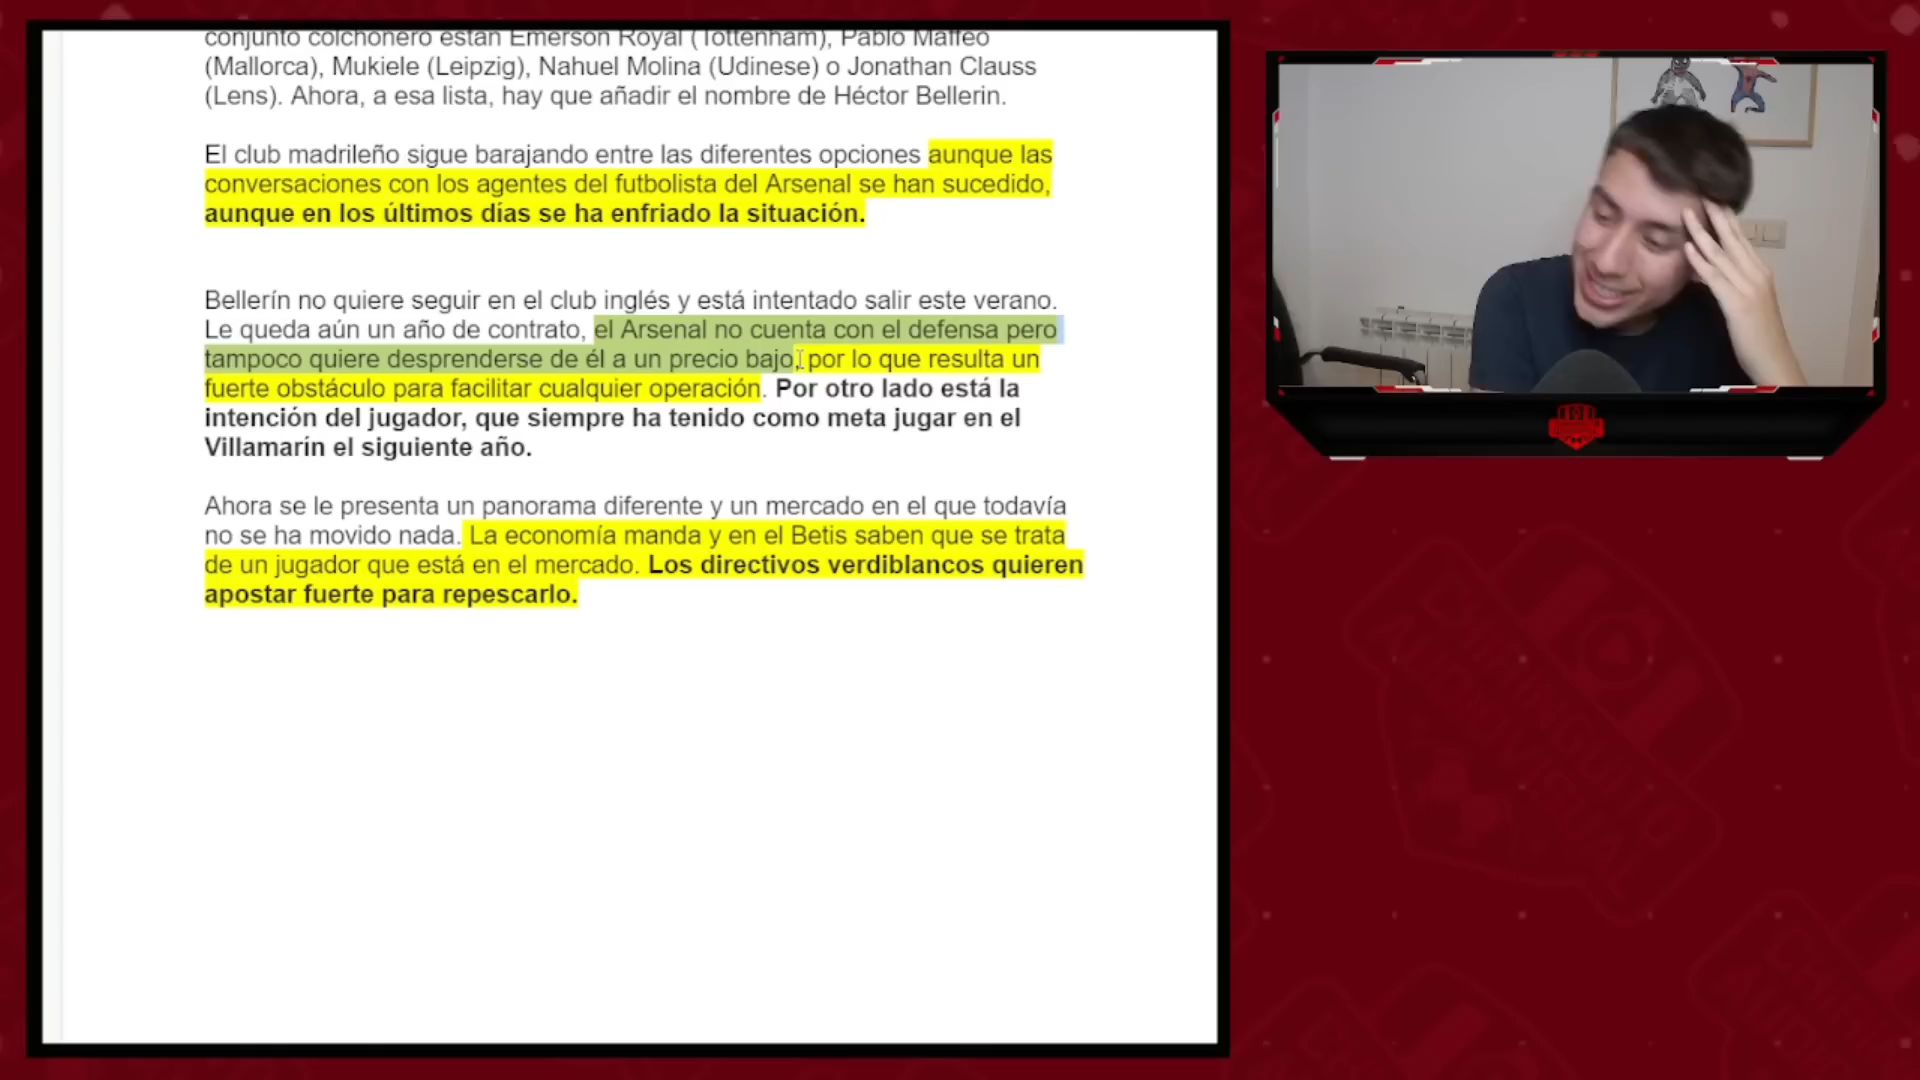 conjunto colchonero están Emerson Royal (Tottenham), Pablo Maffeo
(Mallorca), Mukiele (Leipzig), Nahuel Molina (Udinese) o Jonathan Clauss
(Lens). Ahora, a esa lista, hay que añadir el nombre de Héctor Bellerin.
El club madrileño sigue barajando entre las diferentes opciones aunque las
conversaciones con los agentes del futbolista del Arsenal se han sucedido,
aunque en los últimos días se ha enfriado la situación.
Bellerín no quiere seguir en el club inglés y está intentado salir este verano.
Le queda aún un año de contrato, el Arsenal no cuenta con el defensa pero
tampoco quiere desprenderse de él a un precio bajo, por lo que resulta un
fuerte obstáculo para facilitar cualquier operación. Por otro lado está la
intención del jugador, que siempre ha tenido como meta jugar en el
Villamarín el siguiente año.
Ahora se le presenta un panorama diferente y un mercado en el que todavía
no se ha movido nada. La economía manda y en el Betis saben que se trata
de un jugador que está en el mercado. Los directivos verdiblancos quieren
apostar fuerte para repescarlo.